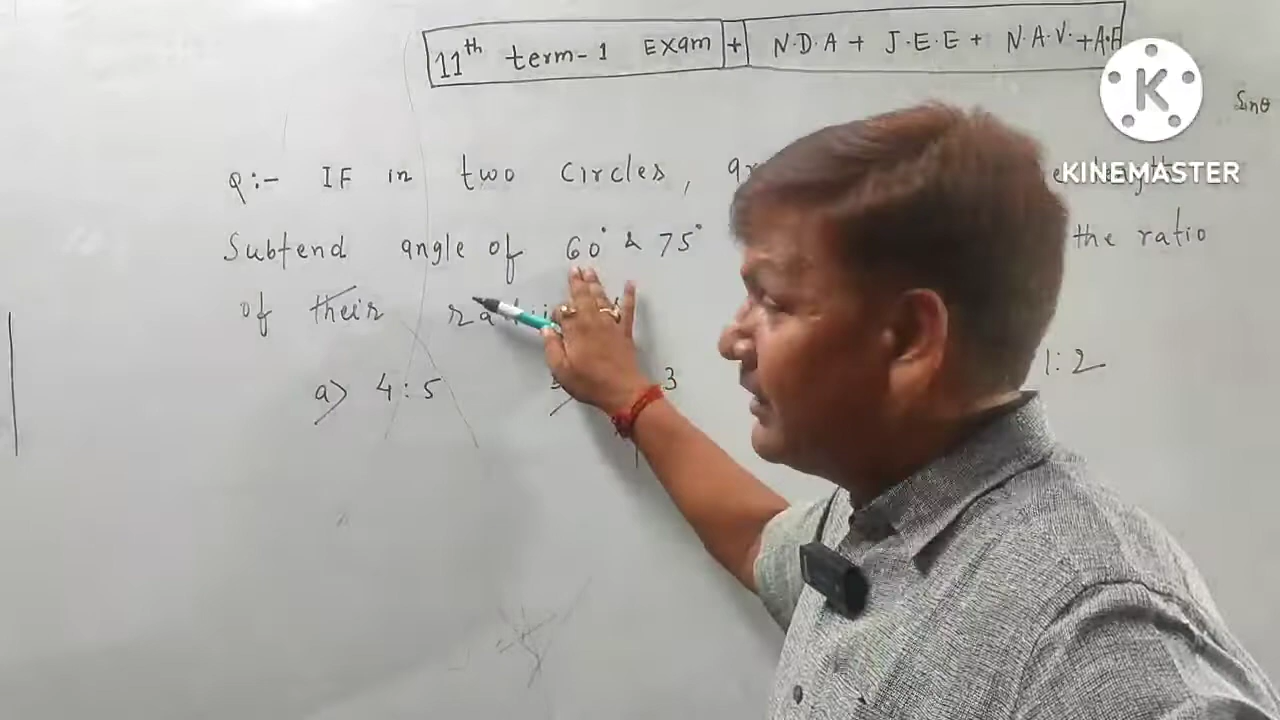 11th term-1 Exam + N.D.A + J.E.E + N.A.V. + A.F
Sinθ
K
KINEMASTER
Q:- IF in two circles,
Subtend angle of 60° & 75° the ratio
of their radii
1:2
a) 4:5 3